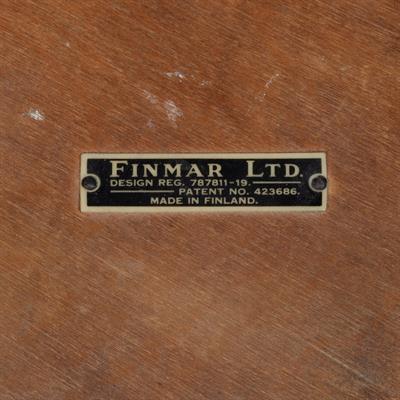 FINMAR LTD.
DESIGN REG. 787811-19.
PATENT NO. 423686.
MADE IN FINLAND.